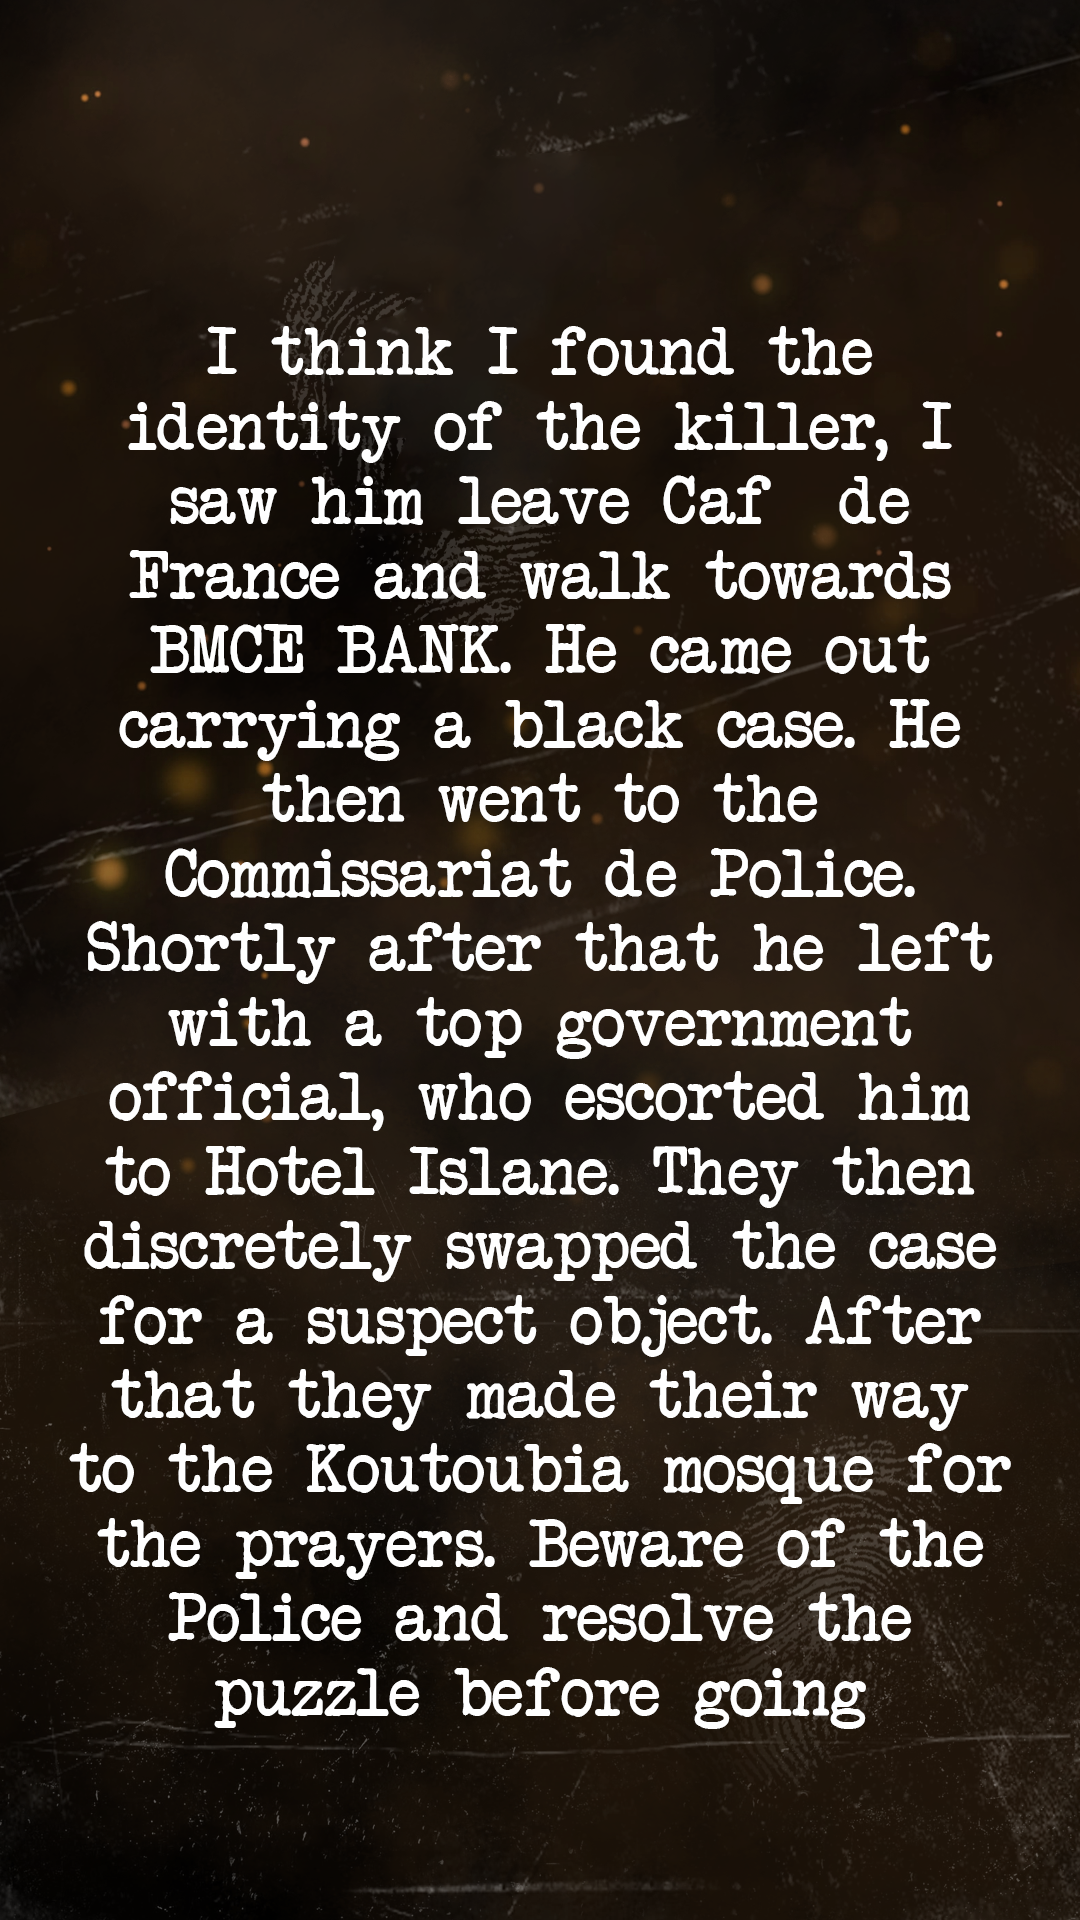 I think I found the
identity of the killer, I
saw him leave Caf  de
France and walk towards
BMCE BANK. He came out
carrying a black case. He
then went to the
Commissariat de Police.
Shortly after that he left
with a top government
official, who escorted him
to Hotel Islane. They then
discretely swapped the case
for a suspect object. After
that they made their way
to the Koutoubia mosque for
the prayers. Beware of the
Police and resolve the
puzzle before going